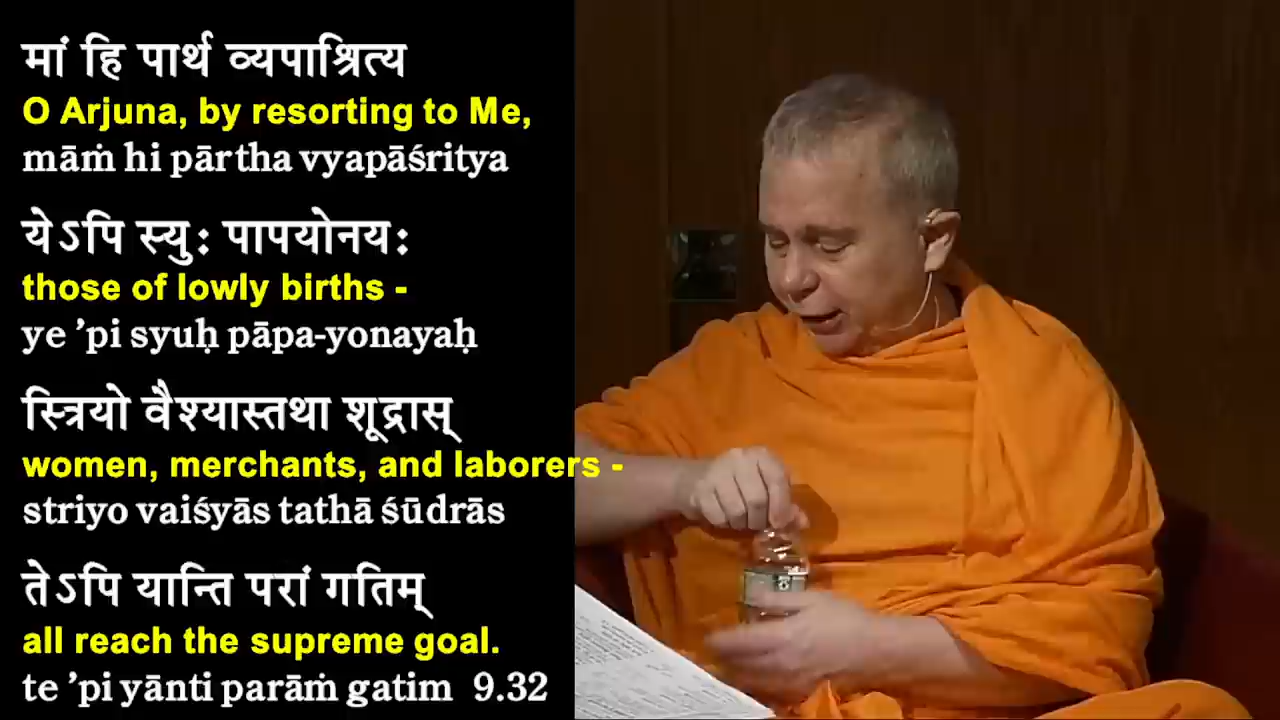 मां हि पार्थ व्यपाश्रित्य
O Arjuna, by resorting to Me,
māṁ hi pārtha vyapāśritya
येऽपि स्युः पापयोनयः
those of lowly births -
ye ’pi syuḥ pāpa-yonayaḥ
स्त्रियो वैश्यास्तथा शूद्रास्
women, merchants, and laborers -
striyo vaiśyās tathā śūdrās
तेऽपि यान्ति परां गतिम्
all reach the supreme goal.
te ’pi yānti parāṁ gatim 9.32